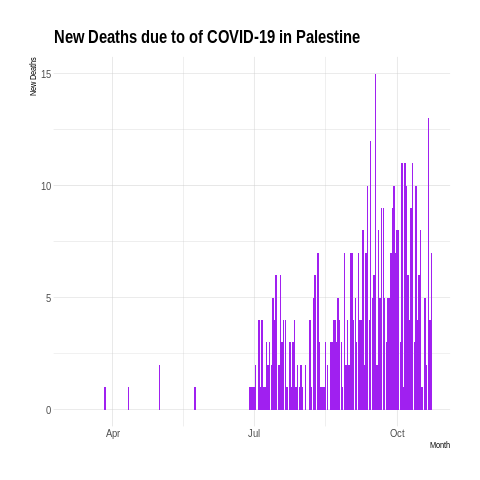 New Deaths due to of COVID-19 in Palestine
New Deaths
15
10
5
0
Apr
Jul
Oct
Month